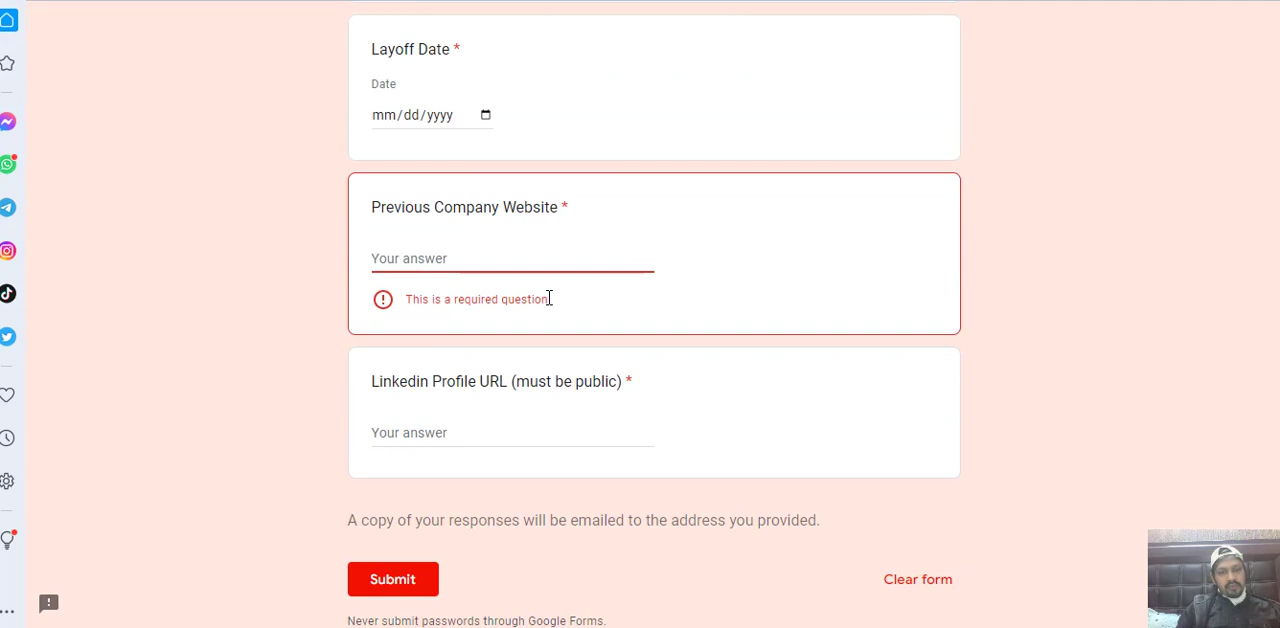 Layoff Date *
Date
mm/dd/yyyy
Previous Company Website *
Your answer
This is a required question
Linkedin Profile URL (must be public) *
Your answer
A copy of your responses will be emailed to the address you provided.
Submit
Clear form
Never submit passwords through Google Forms.